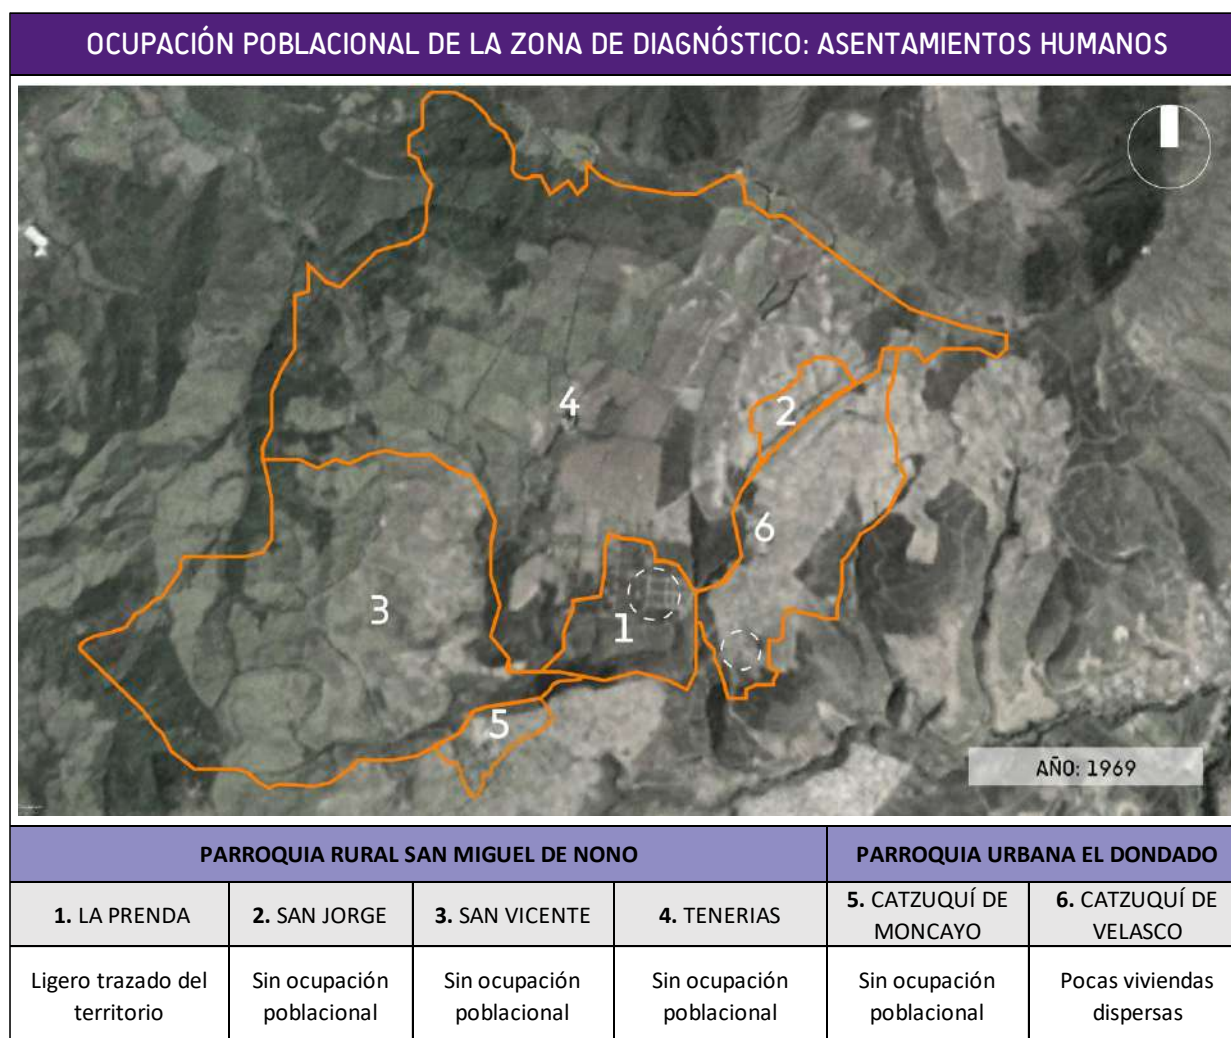 OCUPACIÓN POBLACIONAL DE LA ZONA DE DIAGNÓSTICO: ASENTAMIENTOS HUMANOS
4
2
6
3
1
5
AÑO: 1969
PARROQUIA RURAL SAN MIGUEL DE NONO
PARROQUIA URBANA EL DONDADO
1. LA PRENDA
2. SAN JORGE
3. SAN VICENTE
4. TENERIAS
5. CATZUQUÍ DE
MONCAYO
6. CATZUQUÍ DE
VELASCO
Ligero trazado del
territorio
Sin ocupación
poblacional
Sin ocupación
poblacional
Sin ocupación
poblacional
Sin ocupación
poblacional
Pocas viviendas
dispersas